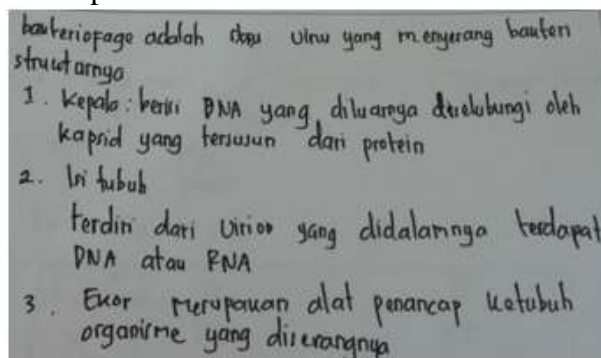 bakteriofage adalah virus yang menyerang bakteri
strukturnya
1. Kepala : berisi DNA yang diluarnya diselubungi oleh
kapsid yang tersusun dari protein
2. Isi tubuh
terdiri dari virion yang didalamnya terdapat
DNA atau RNA
3. Ekor merupakan alat penancap ketubuh
organisme yang diserangnya